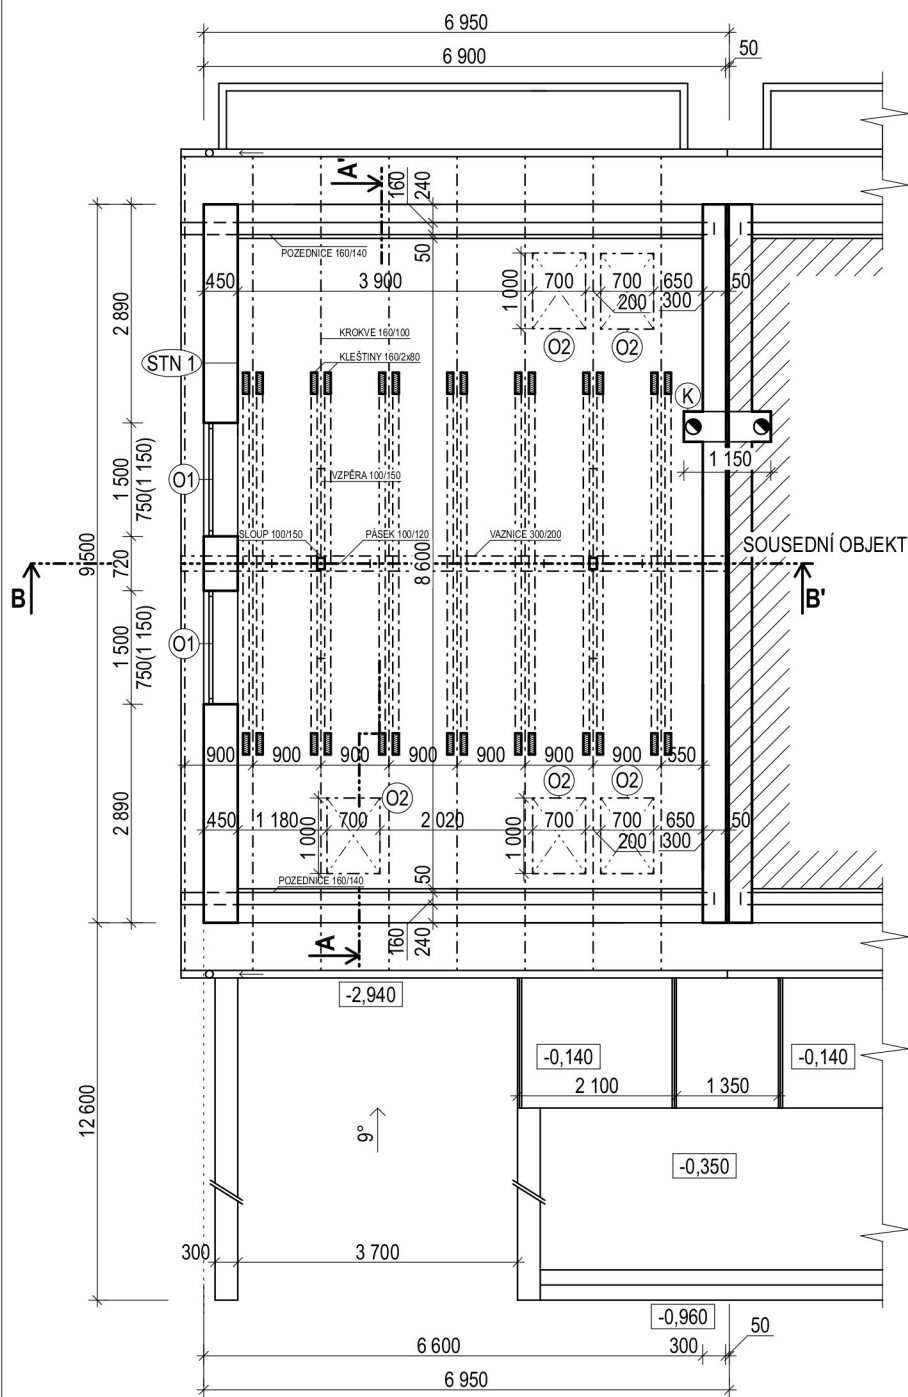 6 950
6 900
50
A'
160
240
POZEDNICE 160/140
50
450
3 900
1 000
700
700
650
50
200
300
2 890
KROKVE 160/100
O2
O2
STN 1
KLEŠTINY 160/2x80
K
1 150
O1
1 500
750(1 150)
VZPĚRA 100/150
SLOUP 100/150
PÁSEK 100/120
VAZNICE 300/200
SOUSEDNÍ OBJEKT
9 500
720
8 600
B
B'
O1
1 500
750(1 150)
900
900
900
900
900
900
900
550
O2
O2
O2
2 890
450
1 180
1 000
700
2 020
1 000
700
700
650
50
200
300
POZEDNICE 160/140
50
A
160
240
-2,940
-0,140
-0,140
2 100
1 350
12 600
9°
-0,350
300
3 700
-0,960
6 600
300
50
6 950